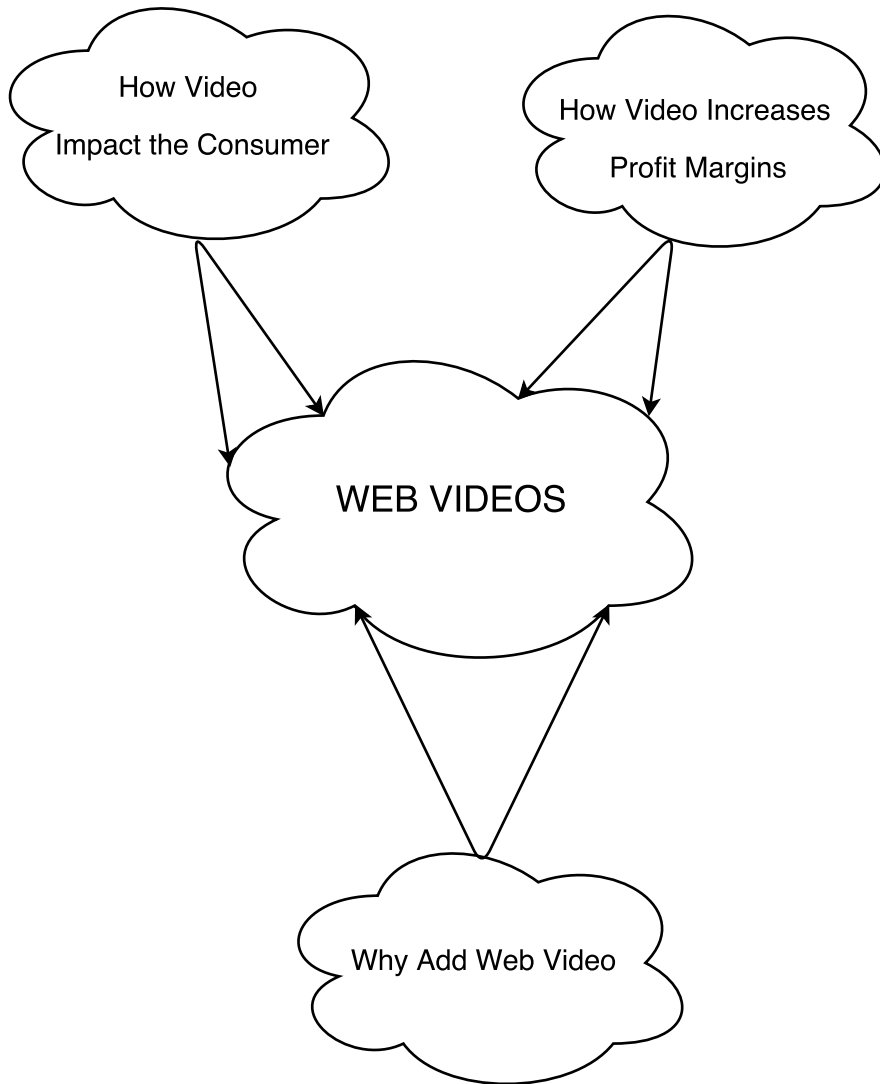 How Video
Impact the Consumer
How Video Increases
Profit Margins
WEB VIDEOS
Why Add Web Video